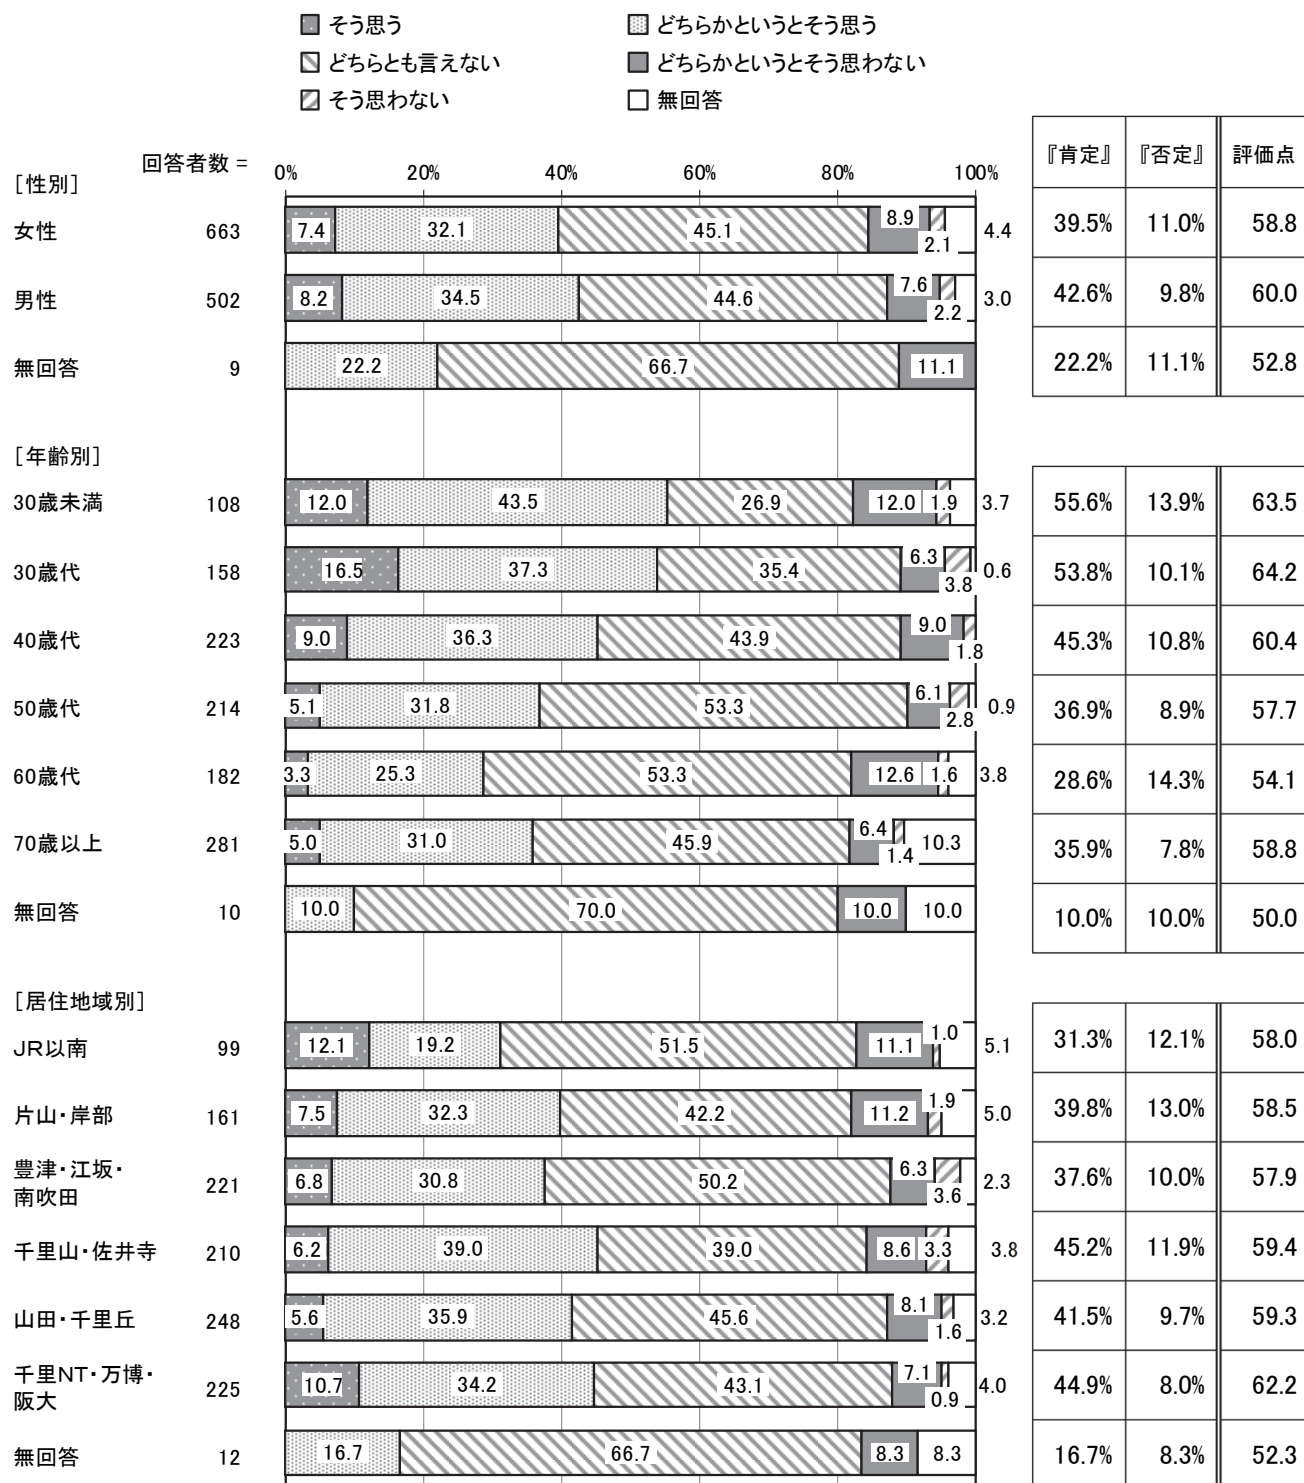 そう思う どちらかというとそう思う
どちらとも言えない どちらかというとそう思わない
そう思わない 無回答
『肯定』 『否定』 評価点
回答者数 = 0% 20% 40% 60% 80% 100%
[性別]
女性 663 7.4 32.1 45.1 8.9 2.1 4.4 39.5% 11.0% 58.8
男性 502 8.2 34.5 44.6 7.6 2.2 3.0 42.6% 9.8% 60.0
無回答 9 22.2 66.7 11.1 22.2% 11.1% 52.8
[年齢別]
30歳未満 108 12.0 43.5 26.9 12.0 1.9 3.7 55.6% 13.9% 63.5
30歳代 158 16.5 37.3 35.4 6.3 3.8 0.6 53.8% 10.1% 64.2
40歳代 223 9.0 36.3 43.9 9.0 1.8 45.3% 10.8% 60.4
50歳代 214 5.1 31.8 53.3 6.1 2.8 0.9 36.9% 8.9% 57.7
60歳代 182 3.3 25.3 53.3 12.6 1.6 3.8 28.6% 14.3% 54.1
70歳以上 281 5.0 31.0 45.9 6.4 1.4 10.3 35.9% 7.8% 58.8
無回答 10 10.0 70.0 10.0 10.0 10.0% 10.0% 50.0
[居住地域別]
JR以南 99 12.1 19.2 51.5 11.1 1.0 5.1 31.3% 12.1% 58.0
片山・岸部 161 7.5 32.3 42.2 11.2 1.9 5.0 39.8% 13.0% 58.5
豊津・江坂・
南吹田 221 6.8 30.8 50.2 6.3 3.6 2.3 37.6% 10.0% 57.9
千里山・佐井寺 210 6.2 39.0 39.0 8.6 3.3 3.8 45.2% 11.9% 59.4
山田・千里丘 248 5.6 35.9 45.6 8.1 1.6 3.2 41.5% 9.7% 59.3
千里NT・万博・
阪大 225 10.7 34.2 43.1 7.1 0.9 4.0 44.9% 8.0% 62.2
無回答 12 16.7 66.7 8.3 8.3 16.7% 8.3% 52.3